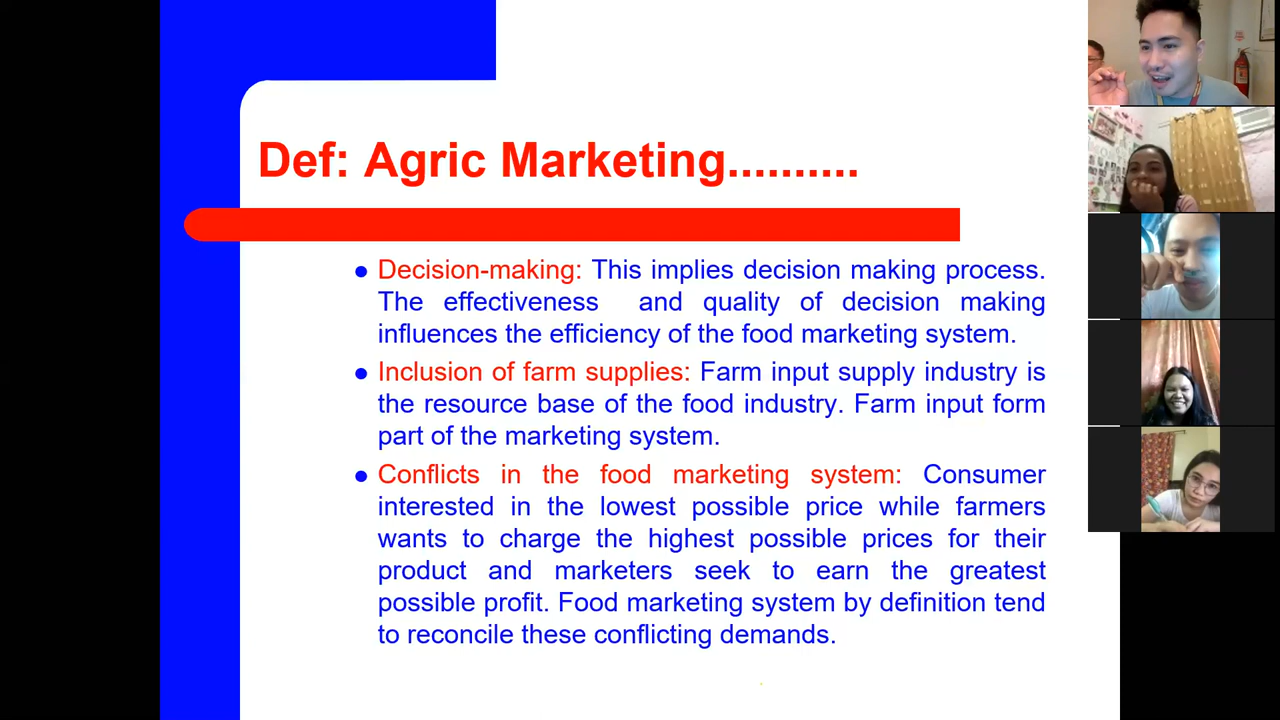 Def: Agric Marketing..........
● Decision-making: This implies decision making process.
The effectiveness and quality of decision making
influences the efficiency of the food marketing system.
● Inclusion of farm supplies: Farm input supply industry is
the resource base of the food industry. Farm input form
part of the marketing system.
● Conflicts in the food marketing system: Consumer
interested in the lowest possible price while farmers
wants to charge the highest possible prices for their
product and marketers seek to earn the greatest
possible profit. Food marketing system by definition tend
to reconcile these conflicting demands.